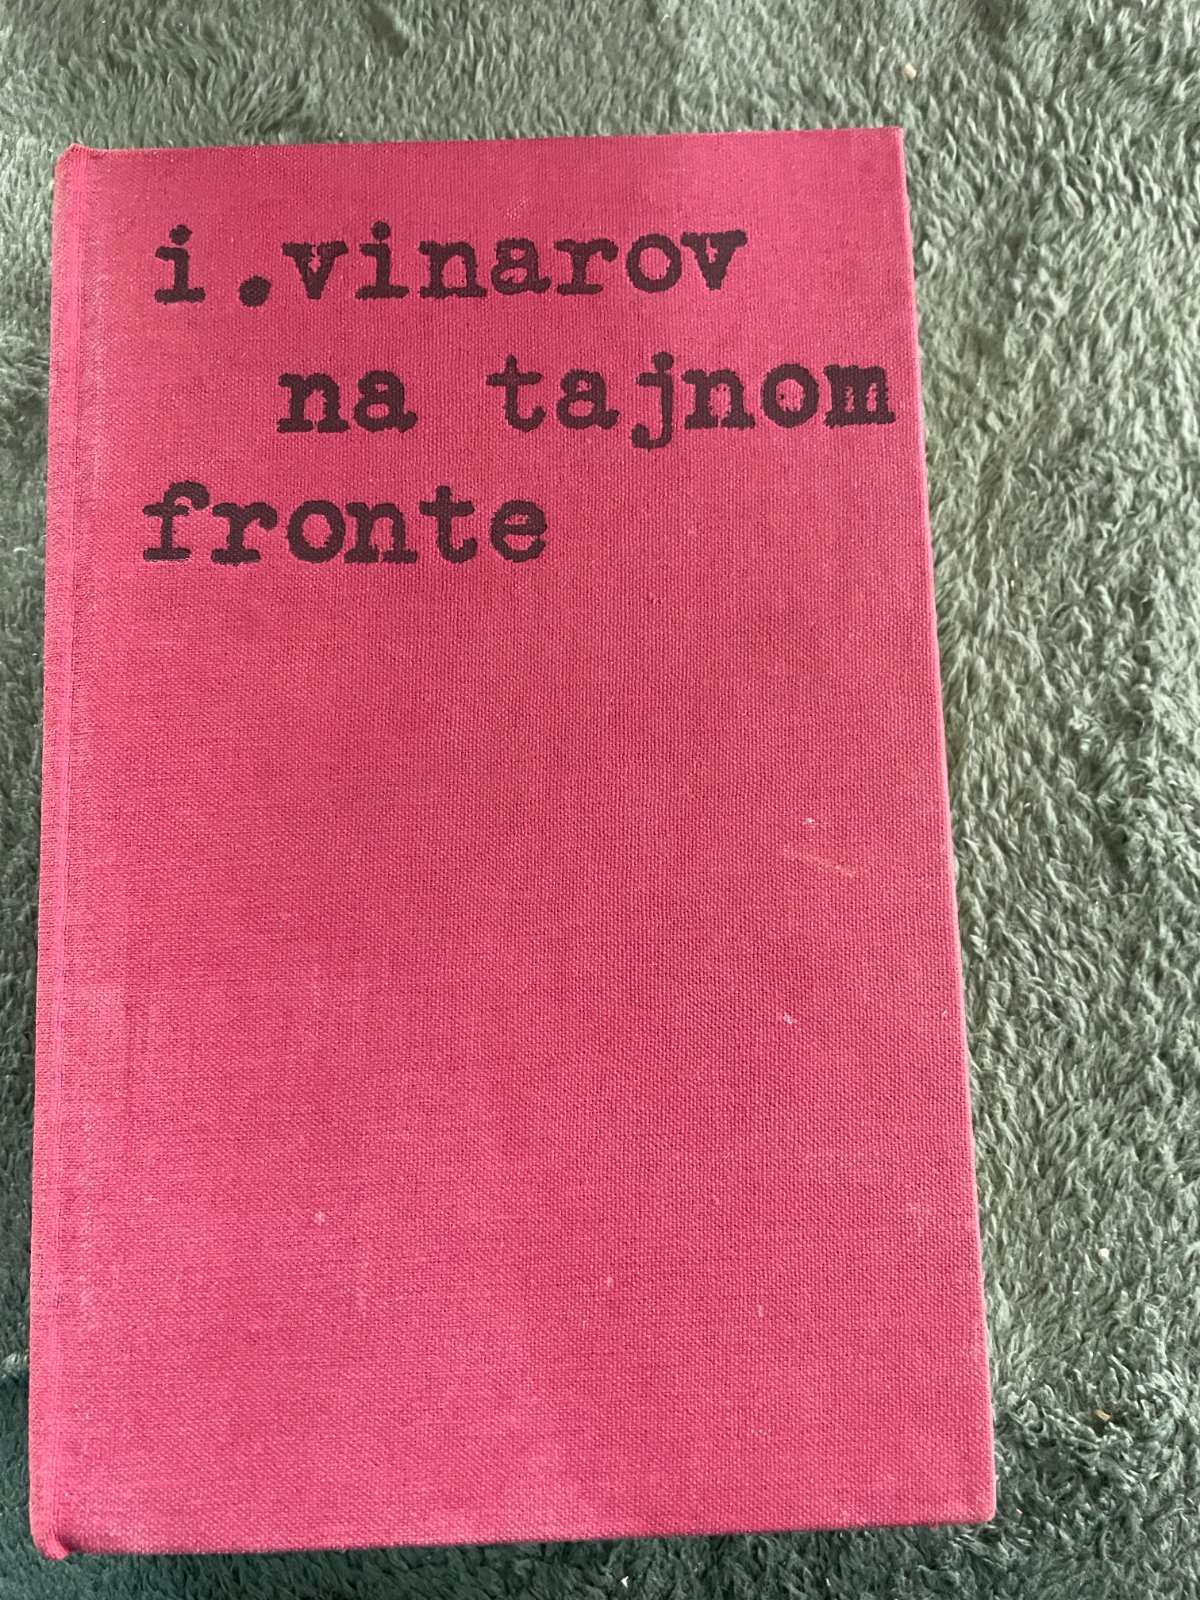 i.vinarov
na tajnom
fronte